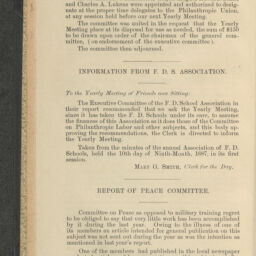 and Charles A. Lukens were appointed and authorized to desig-
nate at the proper time delegates to the Philanthropic Union,
at any session held before our next Yearly Meeting.
The committee was united in the request that the Yearly
Meeting place at its disposal for use as needed, the sum of $150
to be drawn upon order of the chairman of the general com-
mittee, (on endorsement of the executive committee).
The committee then adjourned.
INFORMATION FROM F. D. S. ASSOCIATION.
To the Yearly Meeting of Friends now Sitting:
The Executive Committee of the F. D. School Association in
their report recommended that we ask the Yearly Meeting,
since it has taken the F. D. Schools under its care, to assume
the finances of this Association as it does those of the Committee
on Philanthropic Labor and other subjects, and this body ap-
proving the recommendations, the Clerk is directed to inform
the Yearly Meeting.
Taken from the minutes of the annual Association of F. D.
Schools, held the 10th day of Ninth-Month, 1887, in its first
session.
Mary G. Smith, Clerk for the Day.
REPORT OF PEACE COMMITTEE.
Committee on Peace as opposed to military training regret
to be obliged to say that very little work has been accomplished
by it during the last year. Owing to the illness of one of
its members an article intended for general publication on this
subject was not sent out during the year as was the intention as
mentioned in last year's report.
One of the members had published in the local newspaper